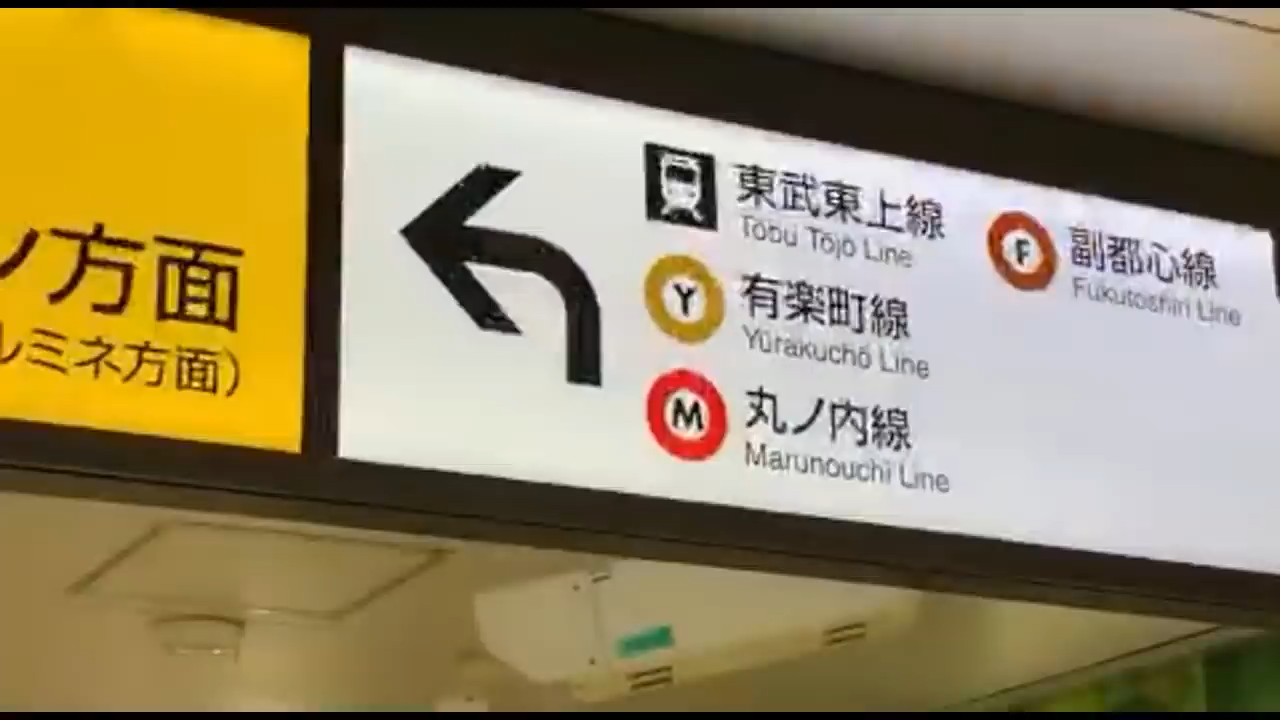 方面
ルミネ方面)
東武東上線
Tōbu Tōjō Line
F
副都心線
Fukutoshin Line
Y
有楽町線
Yūrakuchō Line
M
丸ノ内線
Marunouchi Line